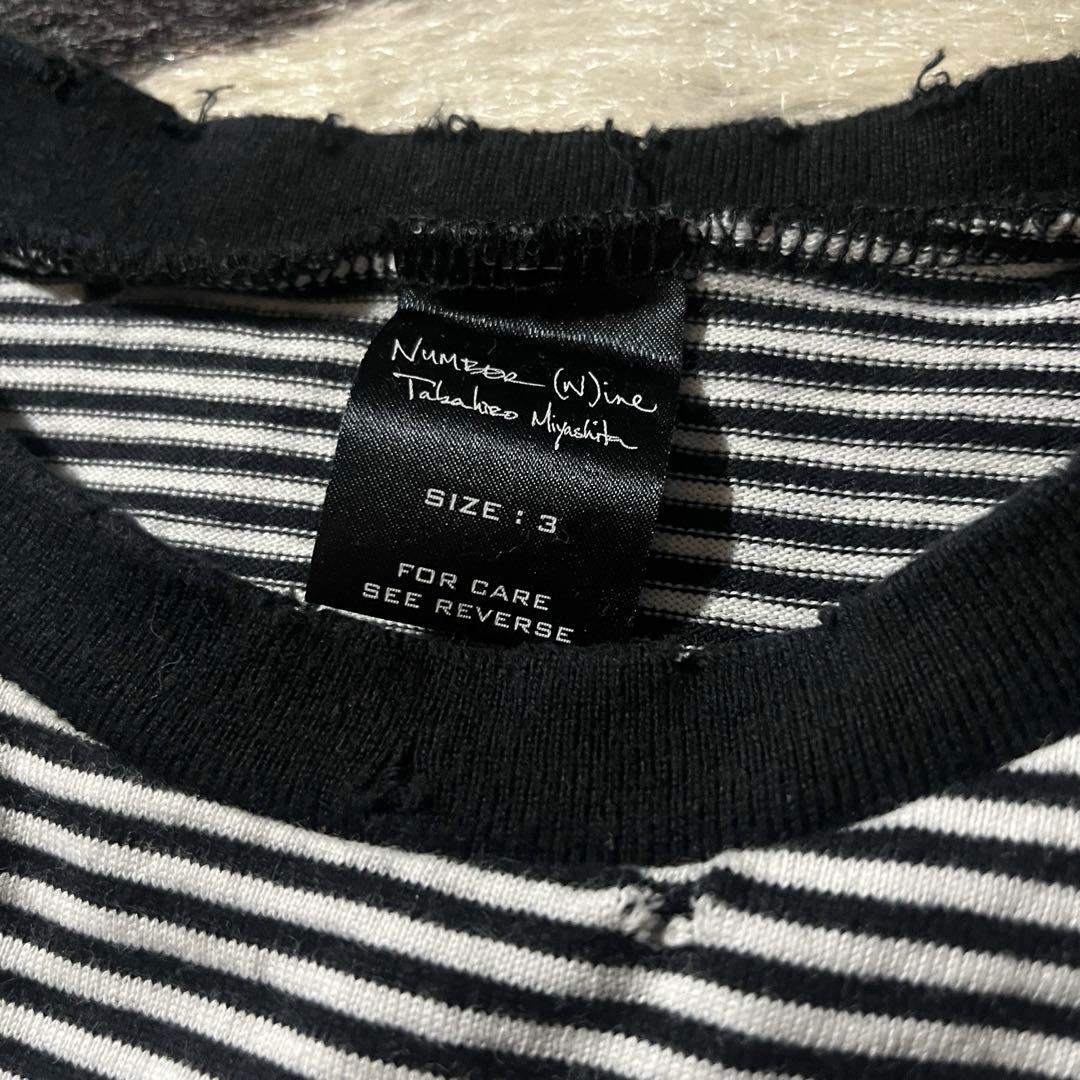 NUMBER (N)ine
Takahiro Miyashita
SIZE : 3
FOR CARE
SEE REVERSE